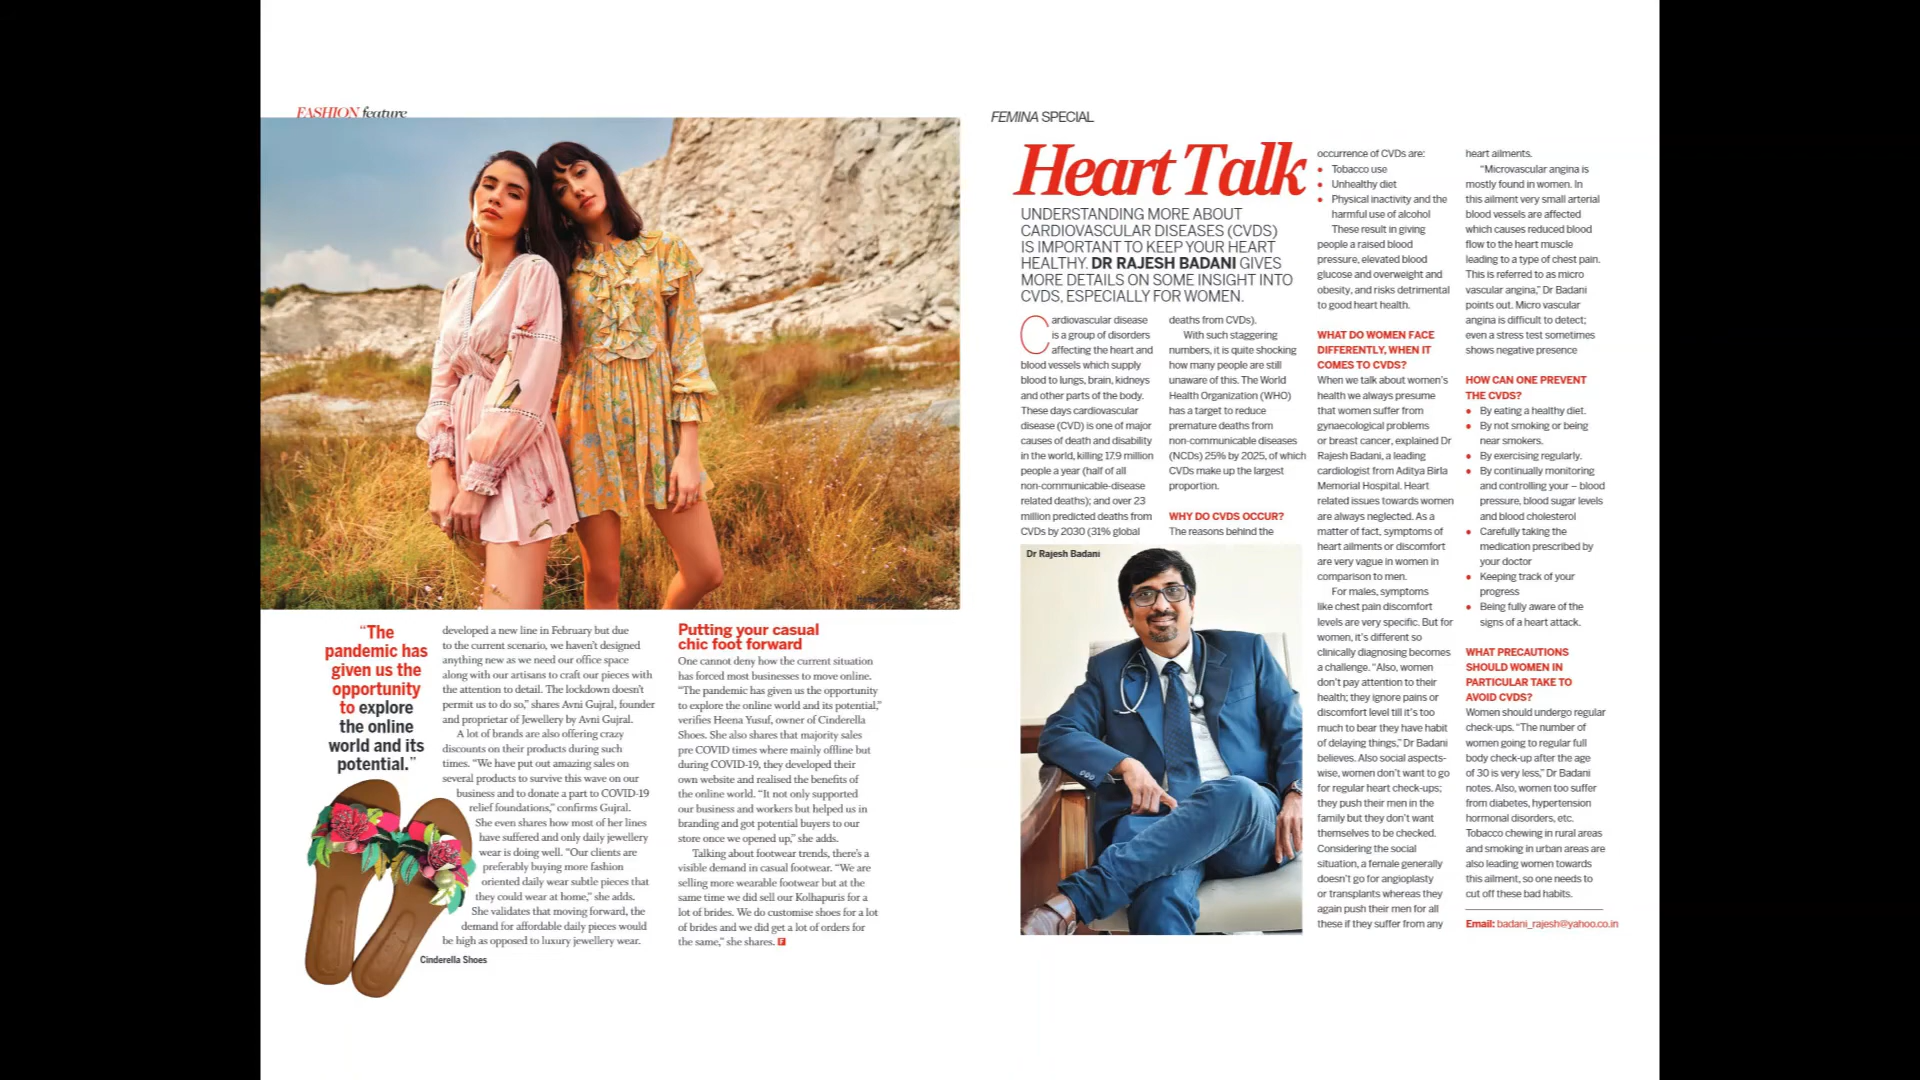 FASHION feature
“The
pandemic has
given us the
opportunity
to explore
the online
world and its
potential.”
developed a new line in February but due
to the current scenario, we haven’t designed
anything new as we need our office space
along with our artisans to craft our pieces with
the attention to detail. The lockdown doesn’t
permit us to do so,” shares Avni Gujral, founder
and proprietar of Jewellery by Avni Gujral.
A lot of brands are also offering crazy
discounts on their products during such
times. “We have put out amazing sales on
several products to survive this wave on our
business and to donate a part to COVID-19
relief foundations,” confirms Gujral.
She even shares how most of her lines
have suffered and only daily jewellery
wear is doing well. “Our clients are
preferably buying more fashion
oriented daily wear subtle pieces that
they could wear at home,” she adds.
She validates that moving forward, the
demand for affordable daily pieces would
be high as opposed to luxury jewellery wear.
Cinderella Shoes
Putting your casual
chic foot forward
One cannot deny how the current situation
has forced most businesses to move online.
“The pandemic has given us the opportunity
to explore the online world and its potential,”
verifies Heena Yusuf, owner of Cinderella
Shoes. She also shares that majority sales
pre COVID times where mainly offline but
during COVID-19, they developed their
own website and realised the benefits of
the online world. “It not only supported
our business and workers but helped us in
branding and got potential buyers to our
store once we opened up,” she adds.
Talking about footwear trends, there’s a
visible demand in casual footwear. “We are
selling more wearable footwear but at the
same time we did sell our Kolhapuris for a
lot of brides. We do customise shoes for a lot
of brides and we did get a lot of orders for
the same,” she shares. F
FEMINA SPECIAL
Heart Talk
UNDERSTANDING MORE ABOUT
CARDIOVASCULAR DISEASES (CVDS)
IS IMPORTANT TO KEEP YOUR HEART
HEALTHY. DR RAJESH BADANI GIVES
MORE DETAILS ON SOME INSIGHT INTO
CVDS, ESPECIALLY FOR WOMEN.
Cardiovascular disease
is a group of disorders
affecting the heart and
blood vessels which supply
blood to lungs, brain, kidneys
and other parts of the body.
These days cardiovascular
disease (CVD) is one of major
causes of death and disability
in the world, killing 17.9 million
people a year (half of all
non-communicable-disease
related deaths); and over 23
million predicted deaths from
CVDs by 2030 (31% global
deaths from CVDs).
With such staggering
numbers, it is quite shocking
how many people are still
unaware of this. The World
Health Organization (WHO)
has a target to reduce
premature deaths from
non-communicable diseases
(NCDs) 25% by 2025, of which
CVDs make up the largest
proportion.
WHY DO CVDS OCCUR?
The reasons behind the
Dr Rajesh Badani
occurrence of CVDs are:
• Tobacco use
• Unhealthy diet
• Physical inactivity and the
harmful use of alcohol
These result in giving
people a raised blood
pressure, elevated blood
glucose and overweight and
obesity, and risks detrimental
to good heart health.
WHAT DO WOMEN FACE
DIFFERENTLY, WHEN IT
COMES TO CVDS?
When we talk about women’s
health we always presume
that women suffer from
gynaecological problems
or breast cancer, explained Dr
Rajesh Badani, a leading
cardiologist from Aditya Birla
Memorial Hospital. Heart
related issues towards women
are always neglected. As a
matter of fact, symptoms of
heart ailments or discomfort
are very vague in women in
comparison to men.
For males, symptoms
like chest pain discomfort
levels are very specific. But for
women, it’s different so
clinically diagnosing becomes
a challenge. “Also, women
don’t pay attention to their
health; they ignore pains or
discomfort level till it’s too
much to bear they have habit
of delaying things,” Dr Badani
believes. Also social aspects-
wise, women don’t want to go
for regular heart check-ups;
they push their men in the
family but they don’t want
themselves to be checked.
Considering the social
situation, a female generally
doesn’t go for angioplasty
or transplants whereas they
again push their men for all
these if they suffer from any
heart ailments.
“Microvascular angina is
mostly found in women. In
this ailment very small arterial
blood vessels are affected
which causes reduced blood
flow to the heart muscle
leading to a type of chest pain.
This is referred to as micro
vascular angina,” Dr Badani
points out. Micro vascular
angina is difficult to detect;
even a stress test sometimes
shows negative presence
HOW CAN ONE PREVENT
THE CVDS?
• By eating a healthy diet.
• By not smoking or being
near smokers.
• By exercising regularly.
• By continually monitoring
and controlling your – blood
pressure, blood sugar levels
and blood cholesterol
• Carefully taking the
medication prescribed by
your doctor
• Keeping track of your
progress
• Being fully aware of the
signs of a heart attack.
WHAT PRECAUTIONS
SHOULD WOMEN IN
PARTICULAR TAKE TO
AVOID CVDS?
Women should undergo regular
check-ups. “The number of
women going to regular full
body check-up after the age
of 30 is very less,” Dr Badani
notes. Also, women too suffer
from diabetes, hypertension
hormonal disorders, etc.
Tobacco chewing in rural areas
and smoking in urban areas are
also leading women towards
this ailment, so one needs to
cut off these bad habits.
Email: badani_rajesh@yahoo.co.in